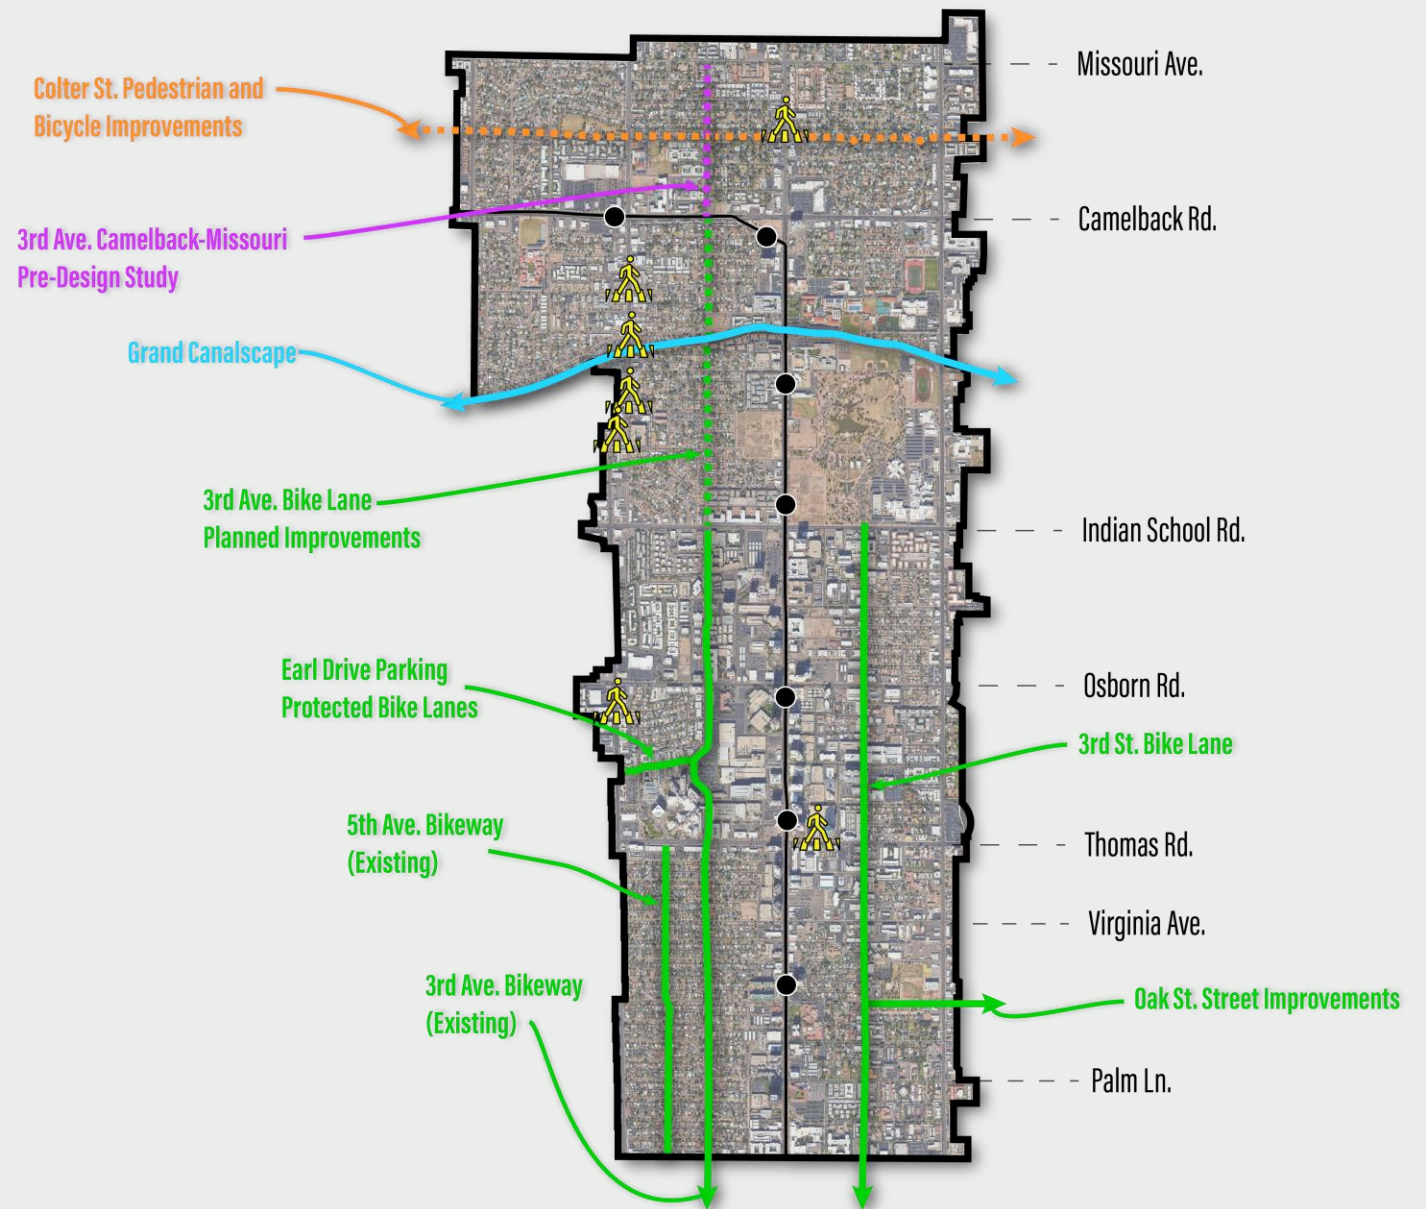 Missouri Ave.
Colter St. Pedestrian and
Bicycle Improvements
Camelback Rd.
3rd Ave. Camelback-Missouri
Pre-Design Study
Grand Canalscape
3rd Ave. Bike Lane
Planned Improvements
Indian School Rd.
Earl Drive Parking
Protected Bike Lanes
Osborn Rd.
3rd St. Bike Lane
5th Ave. Bikeway
(Existing)
Thomas Rd.
Virginia Ave.
3rd Ave. Bikeway
(Existing)
Oak St. Street Improvements
Palm Ln.